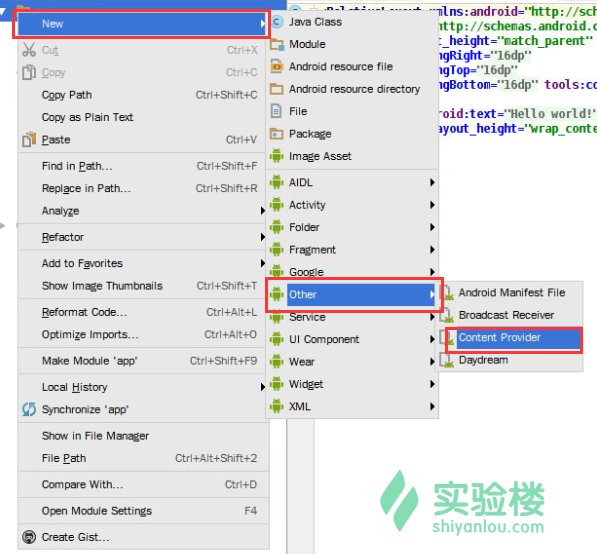 New
Cut Ctrl+X
Copy Ctrl+C
Copy Path Ctrl+Shift+C
Copy as Plain Text
Paste Ctrl+V
Find in Path... Ctrl+Shift+F
Replace in Path... Ctrl+Shift+R
Analyze
Refactor
Add to Favorites
Show Image Thumbnails Ctrl+Shift+T
Reformat Code... Ctrl+Alt+L
Optimize Imports... Ctrl+Alt+O
Make Module 'app' Ctrl+Shift+F9
Local History
Synchronize 'app'
Show in File Manager
File Path Ctrl+Alt+Shift+2
Compare With... Ctrl+D
Open Module Settings F4
Create Gist...
Java Class
Module
Android resource file
Android resource directory
File
Package
Image Asset
AIDL
Activity
Folder
Fragment
Google
Other
Service
UI Component
Wear
Widget
XML
Android Manifest File
Broadcast Receiver
Content Provider
Daydream
xmlns:android="http://sch
http://schemas.android.c
t_height="match_parent"
ngRight="16dp"
ngTop="16dp"
ngBottom="16dp" tools:co
roid:text="Hello world!"
ayout_height="wrap_conte
实验楼
shiyanlou.com